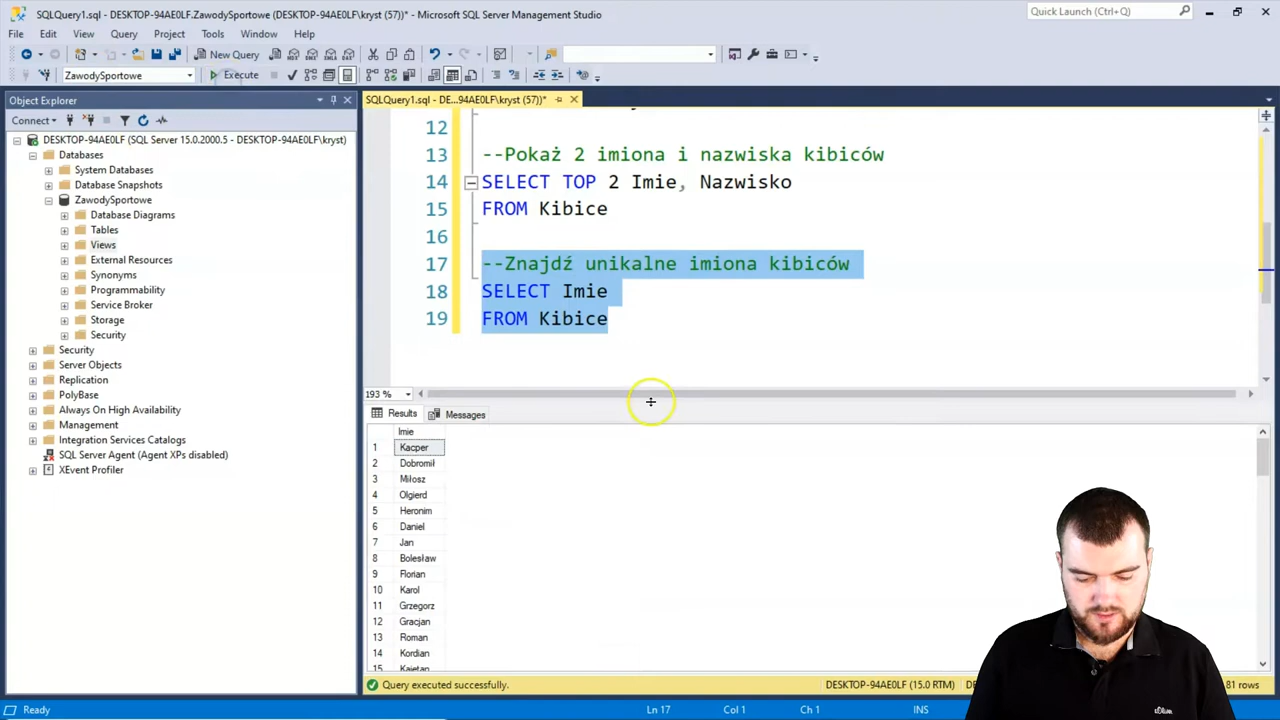 SQLQuery1.sql - DESKTOP-94AE0LF.ZawodySportowe (DESKTOP-94AE0LF\kryst (57))* - Microsoft SQL Server Management Studio
Quick Launch (Ctrl+Q)
File Edit View Query Project Tools Window Help
New Query
ZawodySportowe
Execute
Object Explorer
SQLQuery1.sql - DE...94AE0LF\kryst (57))*
Connect
DESKTOP-94AE0LF (SQL Server 15.0.2000.5 - DESKTOP-94AE0LF\kryst)
Databases
System Databases
Database Snapshots
ZawodySportowe
Database Diagrams
Tables
Views
External Resources
Synonyms
Programmability
Service Broker
Storage
Security
Security
Server Objects
Replication
PolyBase
Always On High Availability
Management
Integration Services Catalogs
SQL Server Agent (Agent XPs disabled)
XEvent Profiler
12
13 --Pokaż 2 imiona i nazwiska kibiców
14 SELECT TOP 2 Imie, Nazwisko
15 FROM Kibice
16
17 --Znajdź unikalne imiona kibiców
18 SELECT Imie
19 FROM Kibice
193 %
Results Messages
Imie
1 Kacper
2 Dobromił
3 Miłosz
4 Olgierd
5 Heronim
6 Daniel
7 Jan
8 Bolesław
9 Florian
10 Karol
11 Grzegorz
12 Gracjan
13 Roman
14 Kordian
15 Kajetan
Query executed successfully.
DESKTOP-94AE0LF (15.0 RTM)
81 rows
Ready
Ln 17 Col 1 Ch 1 INS